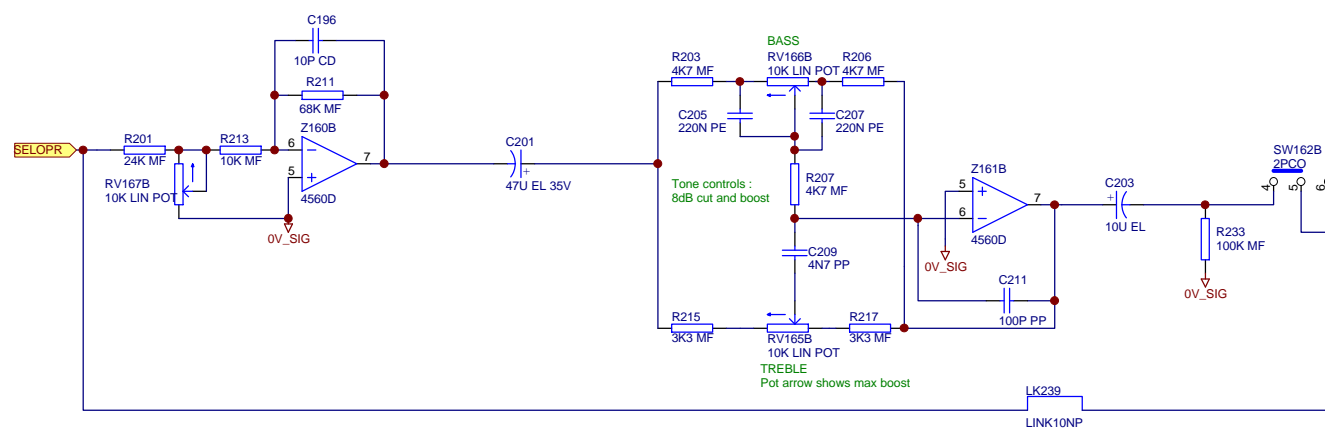 C196
10P CD
R211
68K MF
Z160B
SELOPR
R201
24K MF
R213
10K MF
RV167B
10K LIN POT
6
5
7
4560D
0V_SIG
C201
+
47U EL 35V
R203
4K7 MF
BASS
RV166B
10K LIN POT
R206
4K7 MF
C205
220N PE
C207
220N PE
Tone controls :
8dB cut and boost
R207
4K7 MF
C209
4N7 PP
R215
3K3 MF
RV165B
10K LIN POT
R217
3K3 MF
TREBLE
Pot arrow shows max boost
Z161B
5
6
7
4560D
0V_SIG
C211
100P PP
C203
+
10U EL
R233
100K MF
0V_SIG
SW162B
2PCO
4
5
6
LK239
LINK10NP